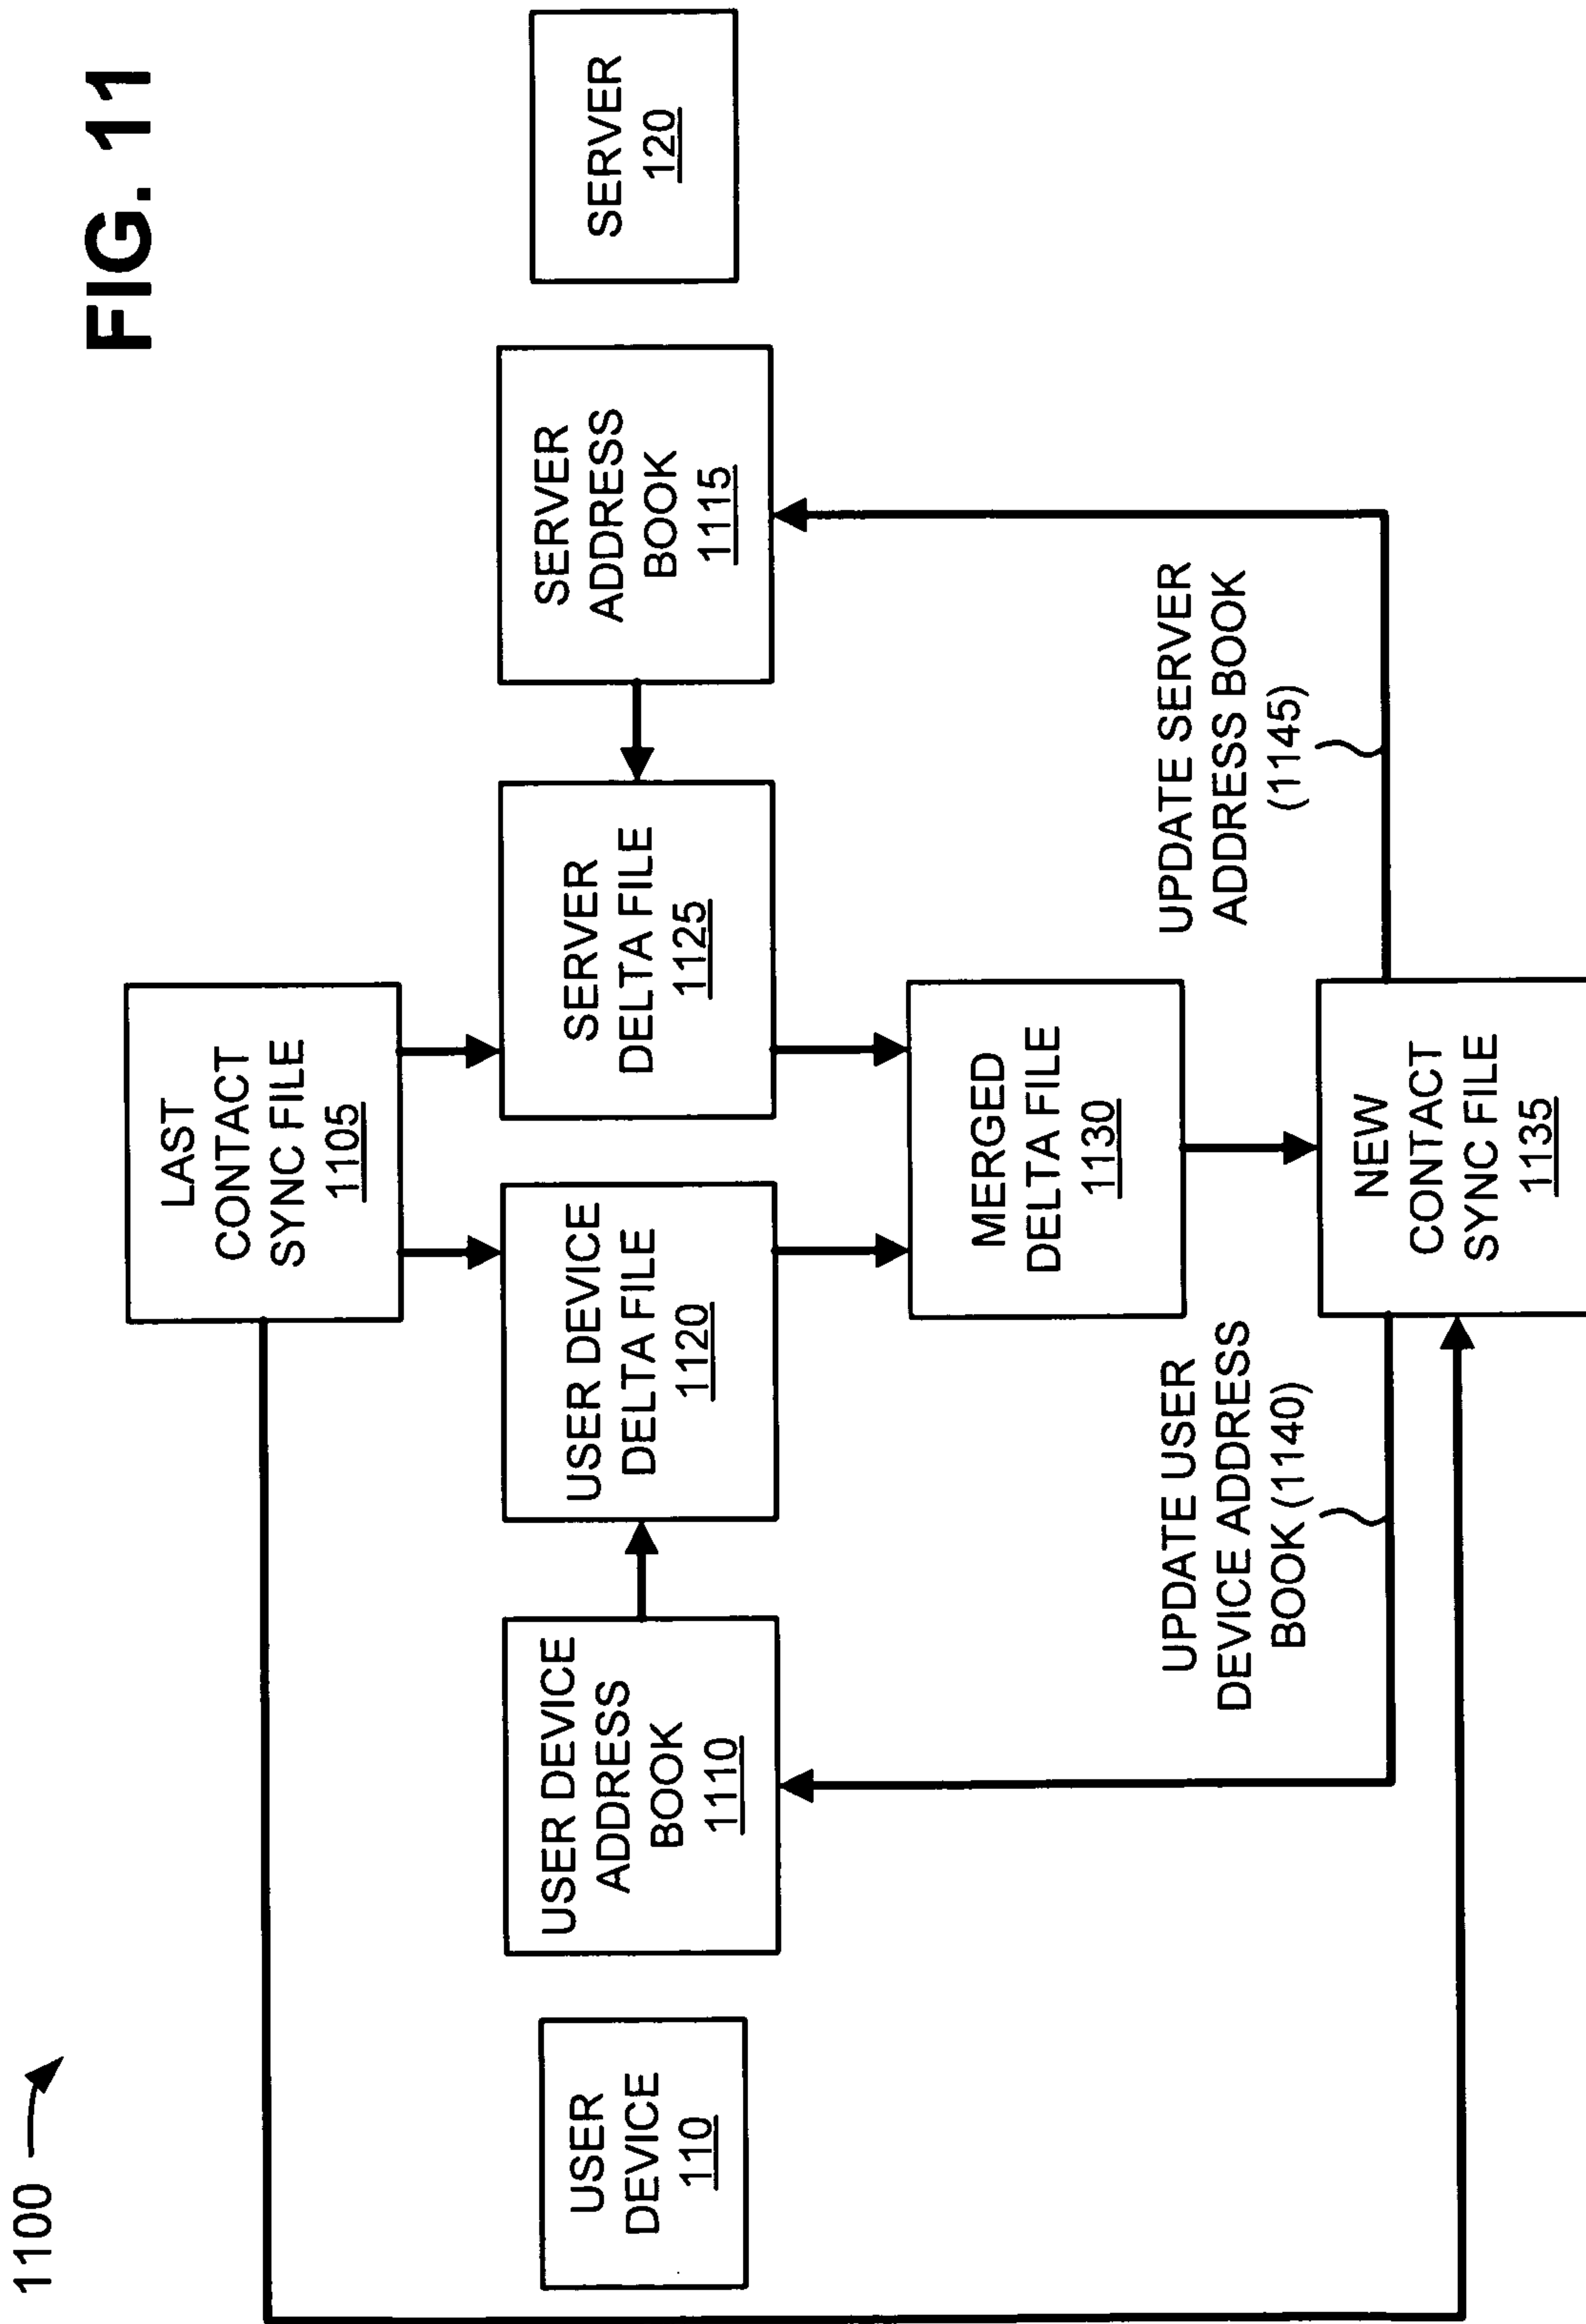 FIG. 11
1100
LAST
CONTACT
SYNC FILE
1105
USER
DEVICE
110
USER DEVICE
ADDRESS
BOOK
1110
USER DEVICE
DELTA FILE
1120
SERVER
DELTA FILE
1125
SERVER
ADDRESS
BOOK
1115
SERVER
120
MERGED
DELTA FILE
1130
UPDATE USER
DEVICE ADDRESS
BOOK (1140)
UPDATE SERVER
ADDRESS BOOK
(1145)
NEW
CONTACT
SYNC FILE
1135